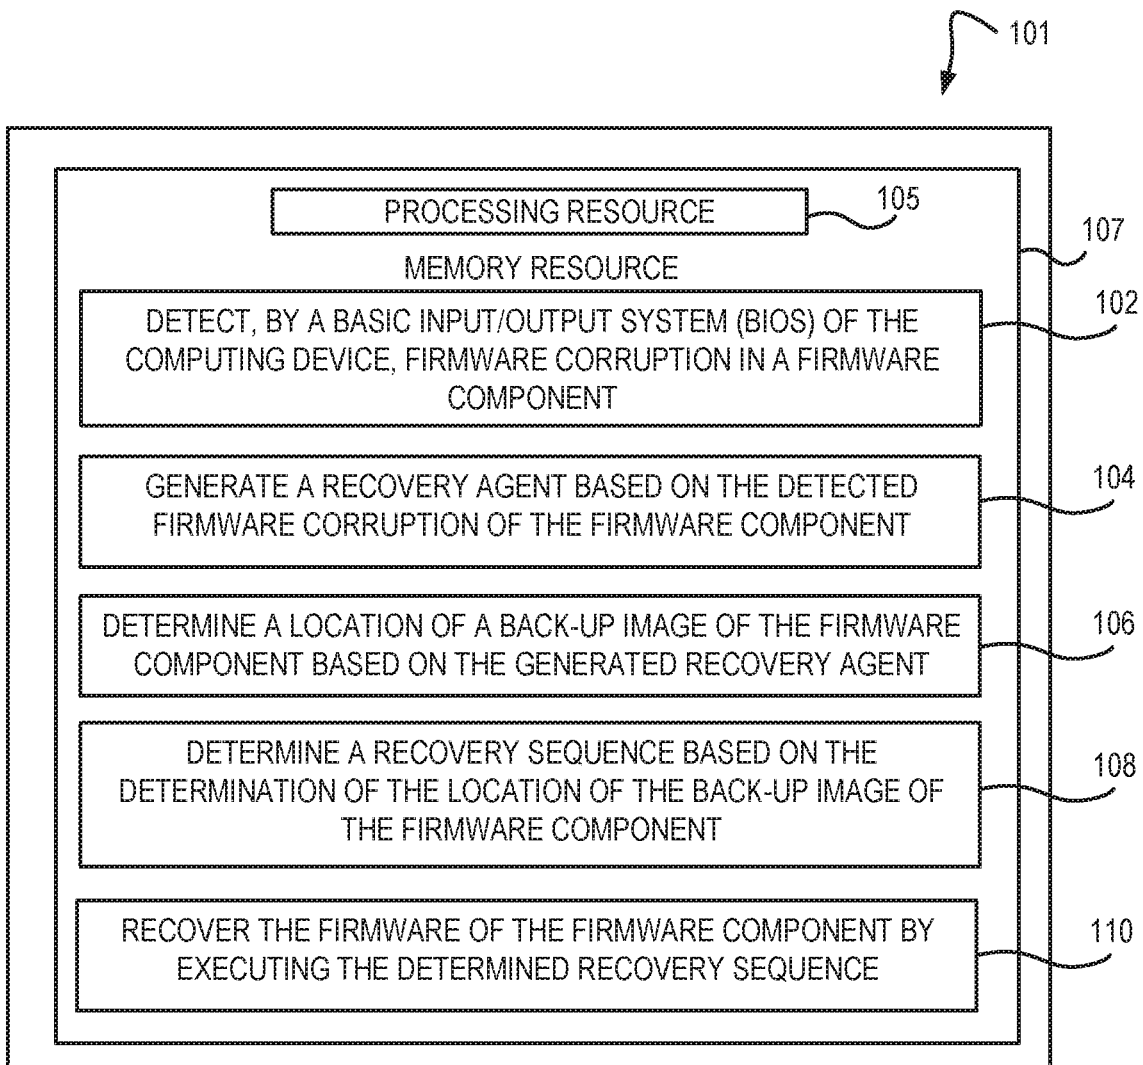 101
PROCESSING RESOURCE
105
107
MEMORY RESOURCE
DETECT, BY A BASIC INPUT/OUTPUT SYSTEM (BIOS) OF THE
COMPUTING DEVICE, FIRMWARE CORRUPTION IN A FIRMWARE
COMPONENT
102
GENERATE A RECOVERY AGENT BASED ON THE DETECTED
FIRMWARE CORRUPTION OF THE FIRMWARE COMPONENT
104
DETERMINE A LOCATION OF A BACK-UP IMAGE OF THE FIRMWARE
COMPONENT BASED ON THE GENERATED RECOVERY AGENT
106
DETERMINE A RECOVERY SEQUENCE BASED ON THE
DETERMINATION OF THE LOCATION OF THE BACK-UP IMAGE OF
THE FIRMWARE COMPONENT
108
RECOVER THE FIRMWARE OF THE FIRMWARE COMPONENT BY
EXECUTING THE DETERMINED RECOVERY SEQUENCE
110